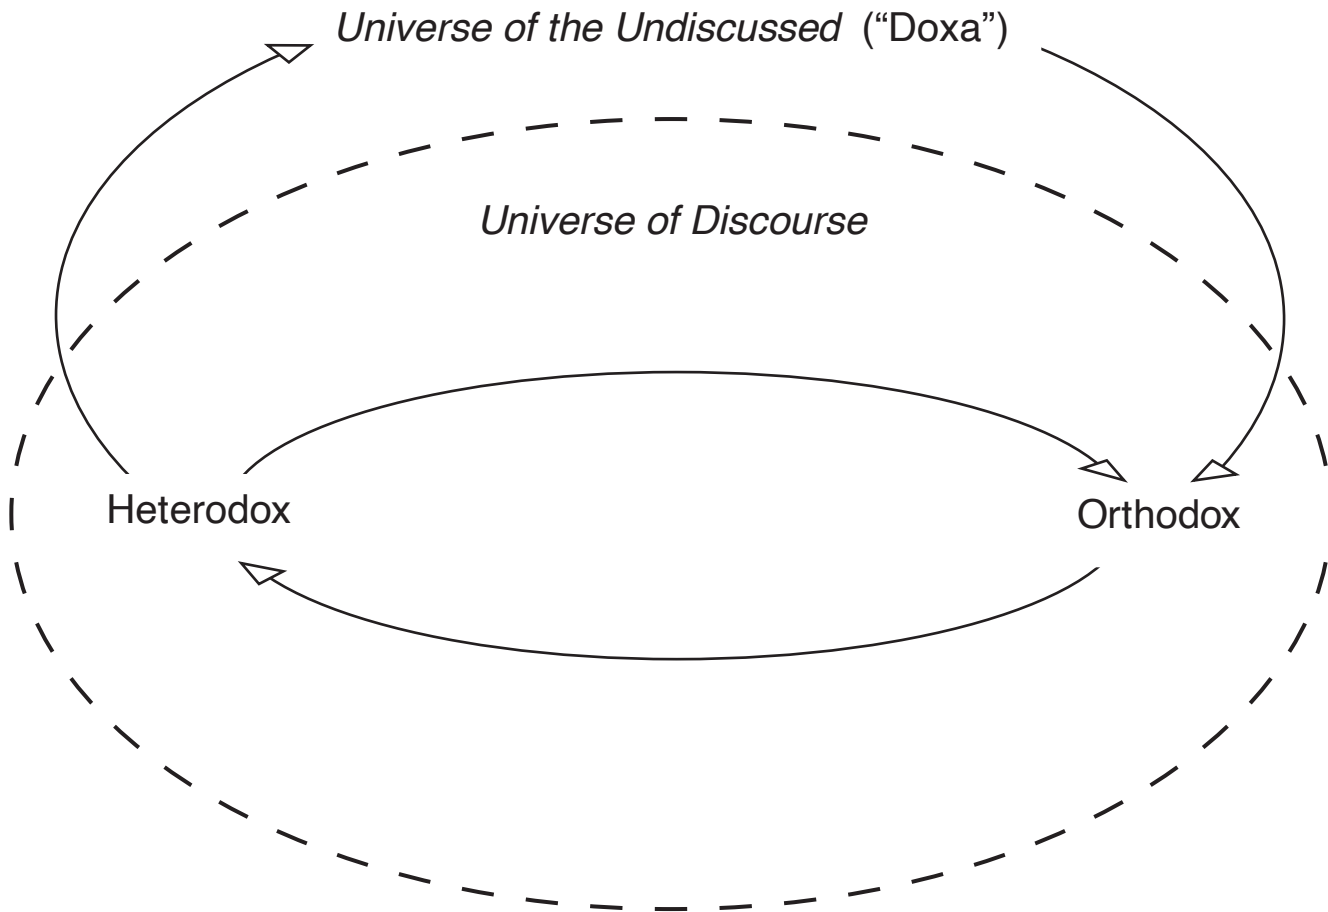 Universe of the Undiscussed (“Doxa”)
Universe of Discourse
Heterodox
Orthodox